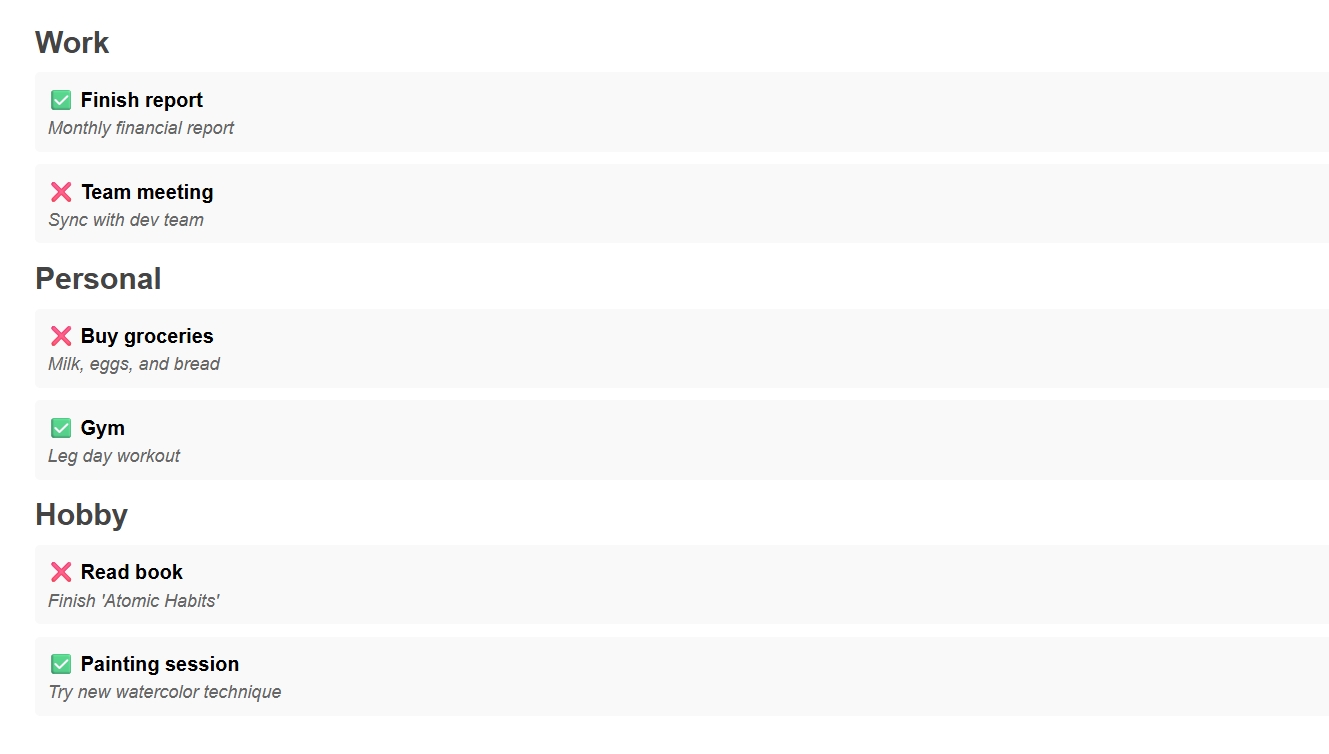 Work
✅ Finish report
Monthly financial report
❌ Team meeting
Sync with dev team
Personal
❌ Buy groceries
Milk, eggs, and bread
✅ Gym
Leg day workout
Hobby
❌ Read book
Finish 'Atomic Habits'
✅ Painting session
Try new watercolor technique